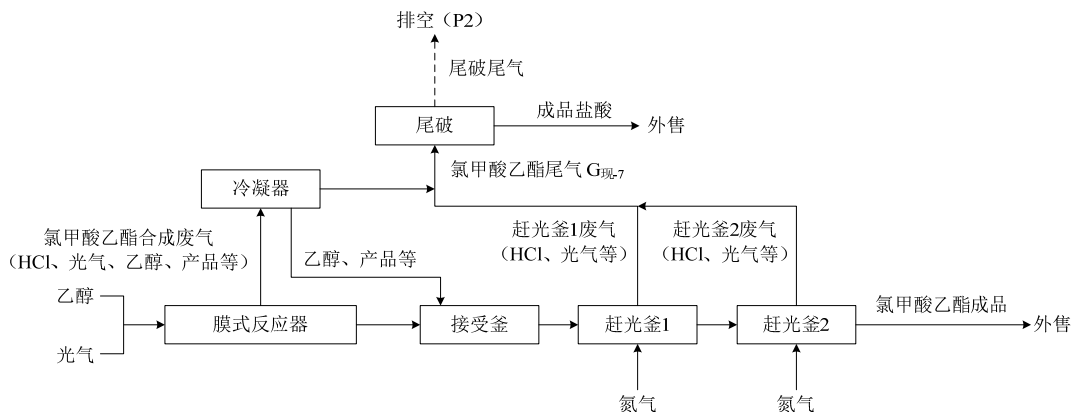 排空（P2）
尾破尾气
尾破
成品盐酸
外售
氯甲酸乙酯尾气 G现-7
冷凝器
氯甲酸乙酯合成废气
（HCl、光气、乙醇、产品等）
乙醇、产品等
赶光釜1废气
（HCl、光气等）
赶光釜2废气
（HCl、光气等）
乙醇
光气
膜式反应器
接受釜
赶光釜1
赶光釜2
氯甲酸乙酯成品
外售
氮气
氮气